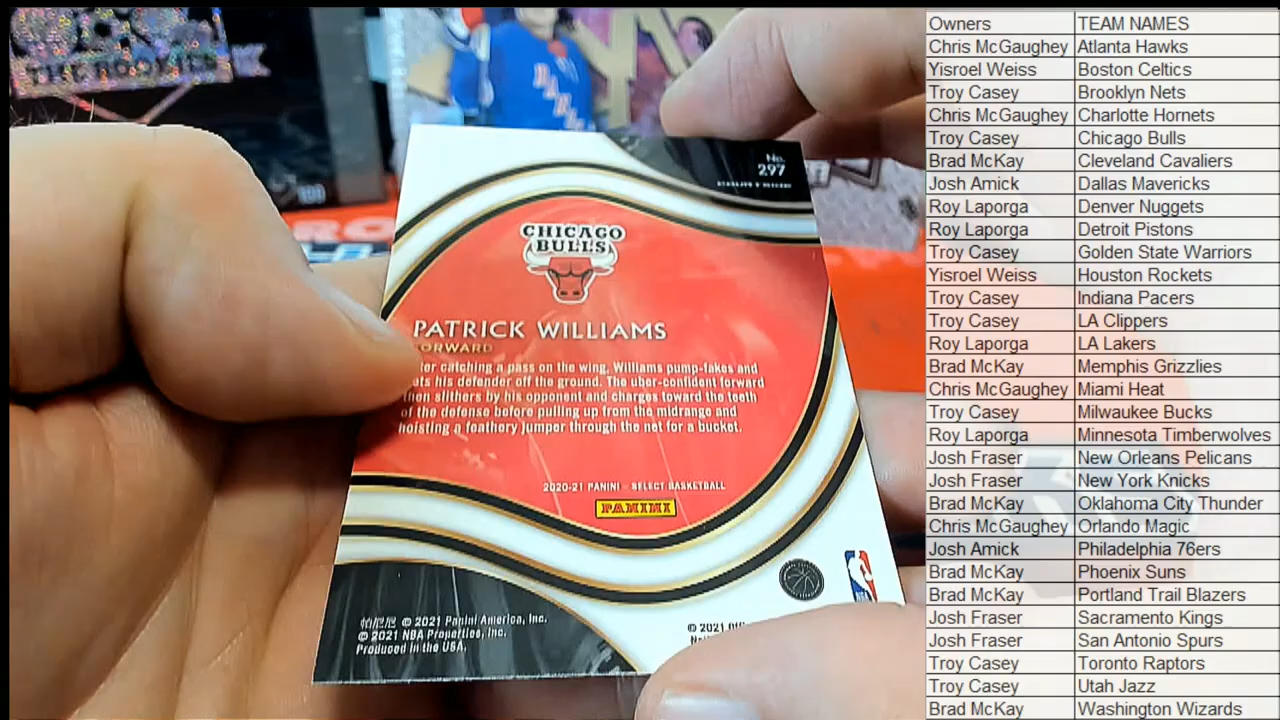 No.
297
CHICAGO
BULLS
PATRICK WILLIAMS
FORWARD
catching a pass on the wing, Williams pump-fakes and
his defender off the ground. The uber-confident forward
then slithers by his opponent and charges toward the teeth
of the defense before pulling up from the midrange and
hoisting a feathery jumper through the net for a bucket.
2020-21 PANINI - SELECT BASKETBALL
PANINI
© 2021 Panini America, Inc.
© 2021 NBA Properties, Inc.
Produced in the USA.
© 2021
NBA
Owners TEAM NAMES
Chris McGaughey Atlanta Hawks
Yisroel Weiss Boston Celtics
Troy Casey Brooklyn Nets
Chris McGaughey Charlotte Hornets
Troy Casey Chicago Bulls
Brad McKay Cleveland Cavaliers
Josh Amick Dallas Mavericks
Roy Laporga Denver Nuggets
Roy Laporga Detroit Pistons
Troy Casey Golden State Warriors
Yisroel Weiss Houston Rockets
Troy Casey Indiana Pacers
Troy Casey LA Clippers
Roy Laporga LA Lakers
Brad McKay Memphis Grizzlies
Chris McGaughey Miami Heat
Troy Casey Milwaukee Bucks
Roy Laporga Minnesota Timberwolves
Josh Fraser New Orleans Pelicans
Josh Fraser New York Knicks
Brad McKay Oklahoma City Thunder
Chris McGaughey Orlando Magic
Josh Amick Philadelphia 76ers
Brad McKay Phoenix Suns
Brad McKay Portland Trail Blazers
Josh Fraser Sacramento Kings
Josh Fraser San Antonio Spurs
Troy Casey Toronto Raptors
Troy Casey Utah Jazz
Brad McKay Washington Wizards